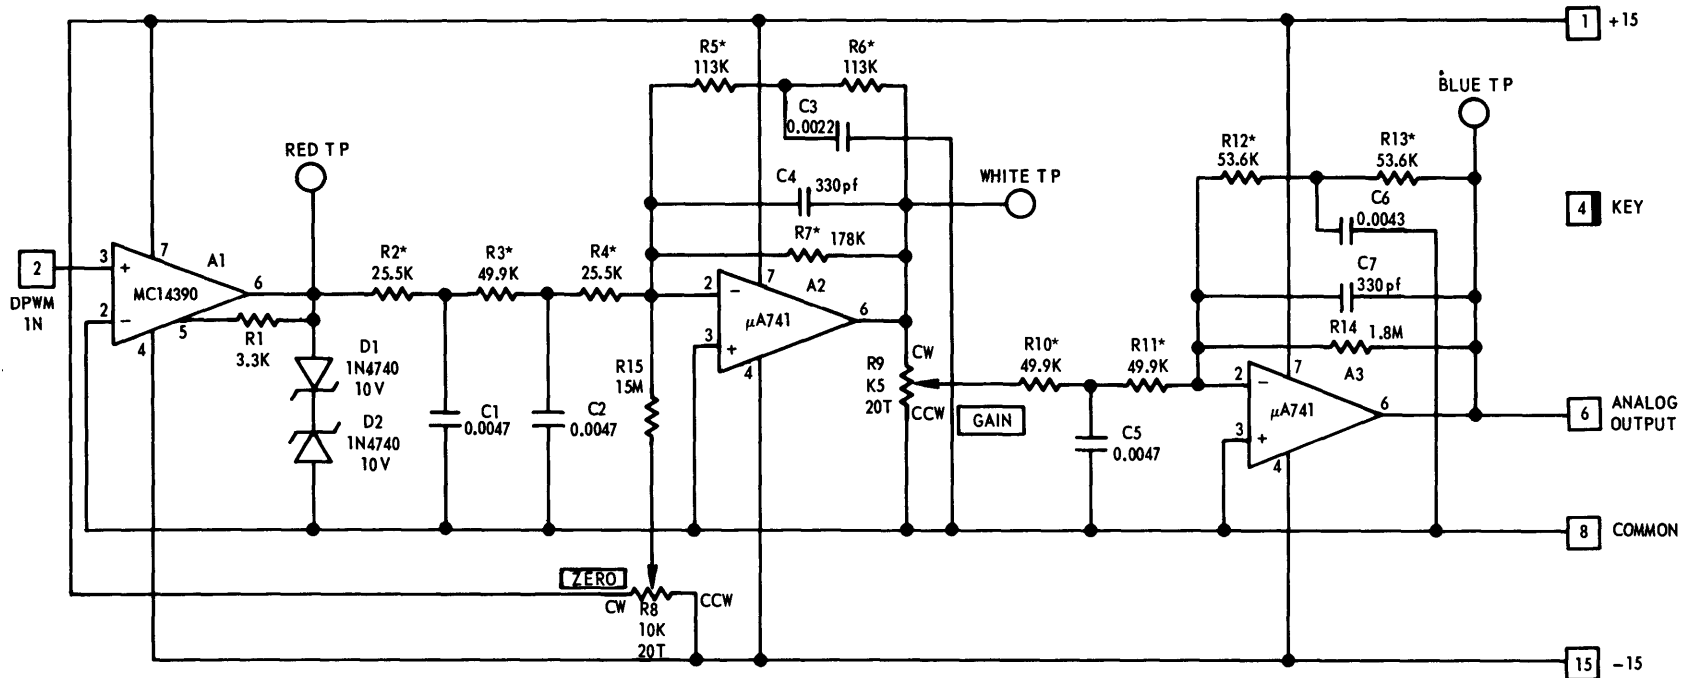 1 +15
R5*
113K
R6*
113K
C3
0.0022
BLUE TP
RED TP
R12*
53.6K
R13*
53.6K
C4 330pf
WHITE TP
C6
0.0043
4 KEY
2
DPWM
1N
3 + 7 A1
MC14390
6
2 - 5
4
R1
3.3K
R2*
25.5K
R3*
49.9K
R4*
25.5K
R7* 178K
C7
330pf
R14 1.8M
2 - 7 A2
μA741
6
3 +
4
D1
1N4740
10V
D2
1N4740
10V
C1
0.0047
C2
0.0047
R15
15M
CW
R9
K5
20T
CCW
GAIN
R10*
49.9K
R11*
49.9K
C5
0.0047
2 - 7 A3
μA741
6
3 +
4
6 ANALOG
OUTPUT
8 COMMON
ZERO
CW R8 CCW
10K
20T
15 -15